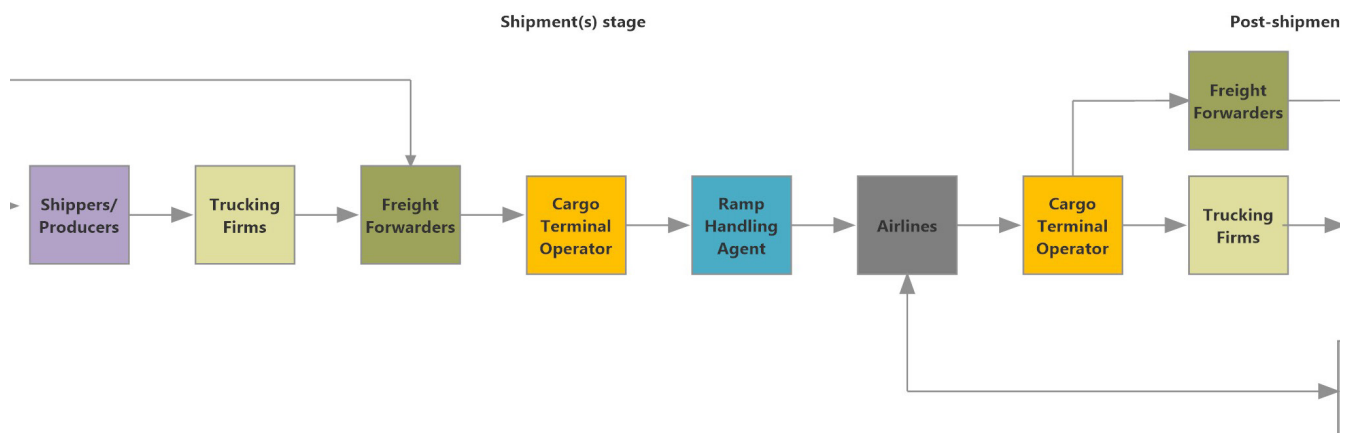 Shipment(s) stage
Post-shipmen
Freight
Forwarders
Shippers/
Producers
Trucking
Firms
Freight
Forwarders
Cargo
Terminal
Operator
Ramp
Handling
Agent
Airlines
Cargo
Terminal
Operator
Trucking
Firms